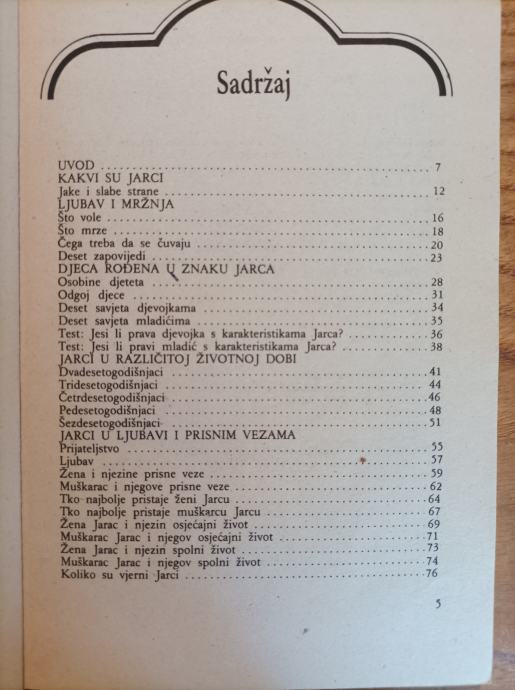 Sadržaj
UVOD 7
KAKVI SU JARCI
Jake i slabe strane 12
LJUBAV I MRŽNJA
Što vole 16
Što mrze 18
Čega treba da se čuvaju 20
Deset zapovijedi 23
DJECA ROĐENA U ZNAKU JARCA
Osobine djeteta 28
Odgoj djece 31
Deset savjeta djevojkama 34
Deset savjeta mladićima 35
Test: Jesi li prava djevojka s karakteristikama Jarca? 36
Test: Jesi li pravi mladić s karakteristikama Jarca? 38
JARCI U RAZLIČITOJ ŽIVOTNOJ DOBI
Dvadesetogodišnjaci 41
Tridesetogodišnjaci 44
Četrdesetogodišnjaci 46
Pedesetogodišnjaci 48
Šezdesetogodišnjaci 51
JARCI U LJUBAVI I PRISNIM VEZAMA
Prijateljstvo 55
Ljubav 57
Žena i njezine prisne veze 59
Muškarac i njegove prisne veze 62
Tko najbolje pristaje ženi Jarcu 64
Tko najbolje pristaje muškarcu Jarcu 67
Žena Jarac i njezin osjećajni život 69
Muškarac Jarac i njegov osjećajni život 71
Žena Jarac i njezin spolni život 73
Muškarac Jarac i njegov spolni život 74
Koliko su vjerni Jarci 76
5